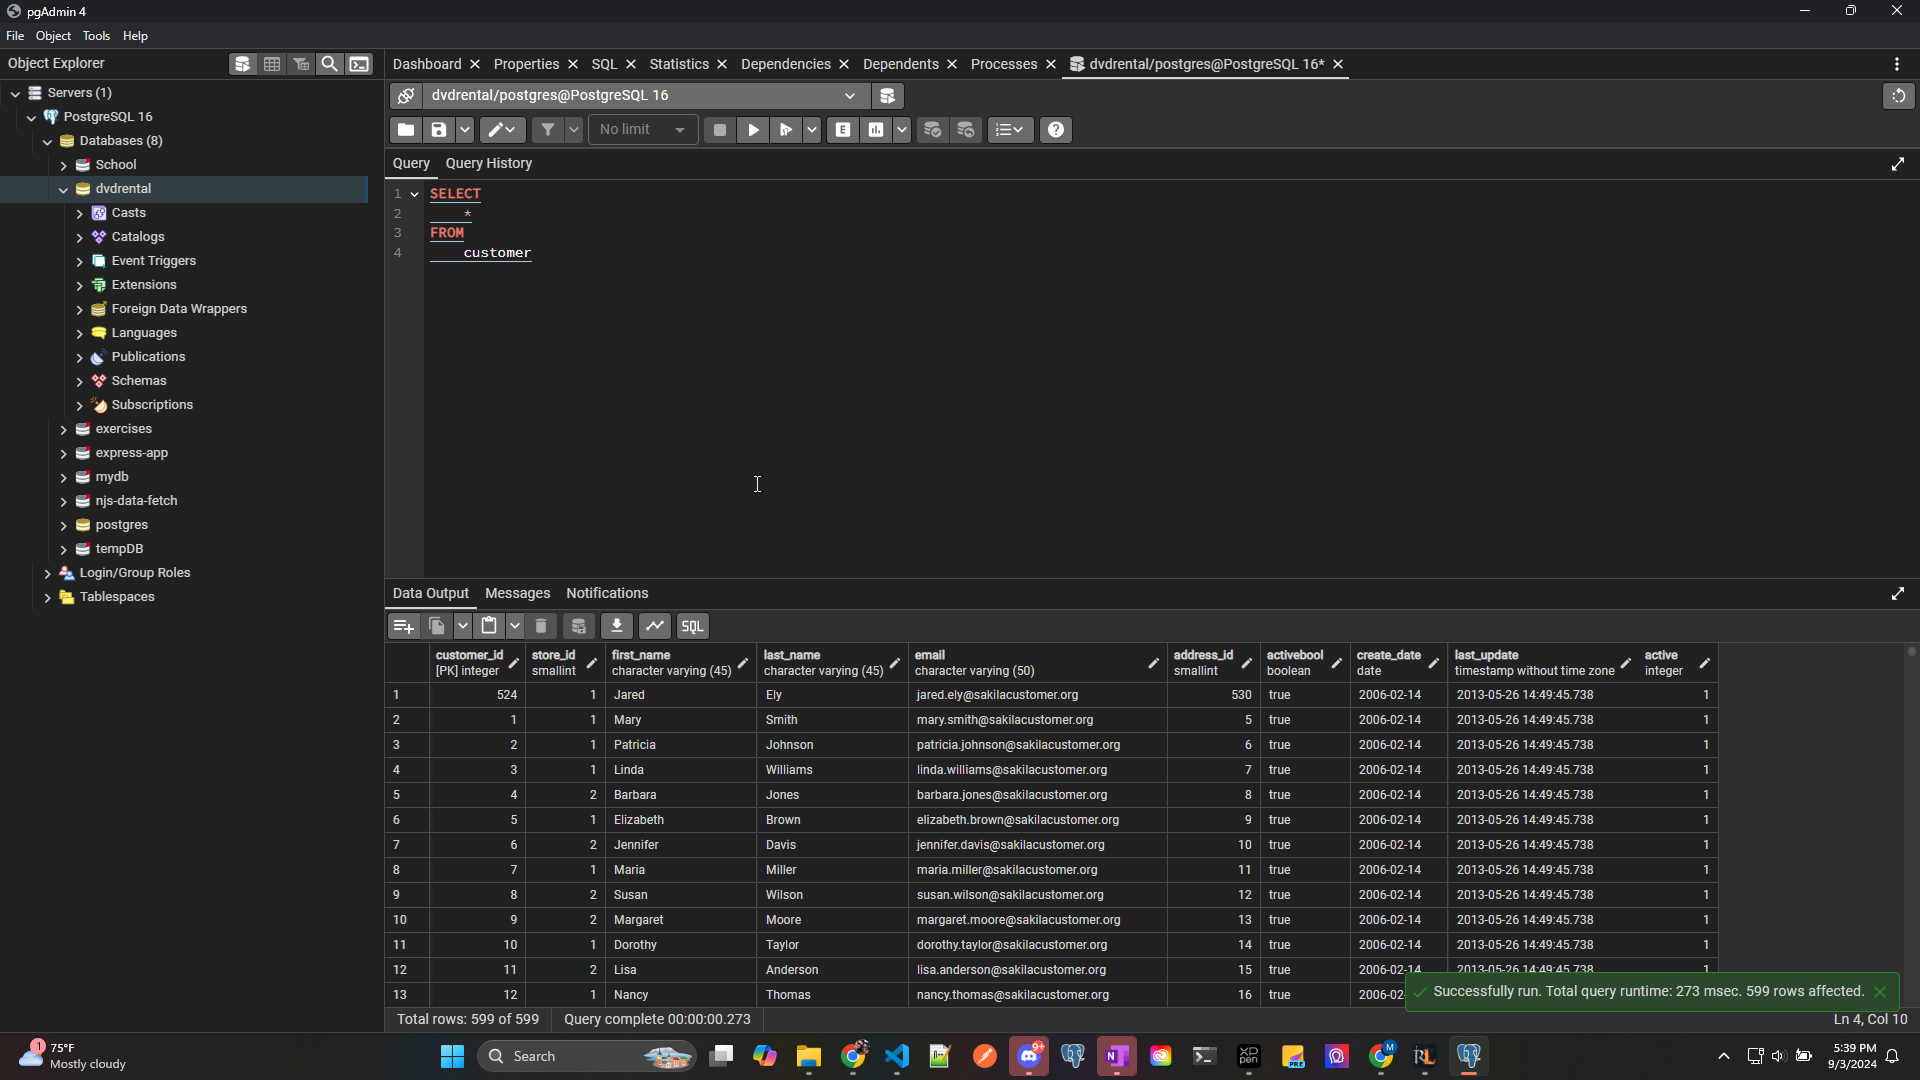 pgAdmin 4
File Object Tools Help
Object Explorer
Dashboard Properties SQL Statistics Dependencies Dependents Processes dvdrental/postgres@PostgreSQL 16*
Servers (1)
PostgreSQL 16
Databases (8)
School
dvdrental
Casts
Catalogs
Event Triggers
Extensions
Foreign Data Wrappers
Languages
Publications
Schemas
Subscriptions
exercises
express-app
mydb
njs-data-fetch
postgres
tempDB
Login/Group Roles
Tablespaces
dvdrental/postgres@PostgreSQL 16
No limit
E
Query Query History
1 SELECT
2 *
3 FROM
4 customer
Data Output Messages Notifications
SQL
customer_id store_id first_name last_name email address_id activebool create_date last_update active
[PK] integer smallint character varying (45) character varying (45) character varying (50) smallint boolean date timestamp without time zone integer
1 524 1 Jared Ely jared.ely@sakilacustomer.org 530 true 2006-02-14 2013-05-26 14:49:45.738 1
2 1 1 Mary Smith mary.smith@sakilacustomer.org 5 true 2006-02-14 2013-05-26 14:49:45.738 1
3 2 1 Patricia Johnson patricia.johnson@sakilacustomer.org 6 true 2006-02-14 2013-05-26 14:49:45.738 1
4 3 1 Linda Williams linda.williams@sakilacustomer.org 7 true 2006-02-14 2013-05-26 14:49:45.738 1
5 4 2 Barbara Jones barbara.jones@sakilacustomer.org 8 true 2006-02-14 2013-05-26 14:49:45.738 1
6 5 1 Elizabeth Brown elizabeth.brown@sakilacustomer.org 9 true 2006-02-14 2013-05-26 14:49:45.738 1
7 6 2 Jennifer Davis jennifer.davis@sakilacustomer.org 10 true 2006-02-14 2013-05-26 14:49:45.738 1
8 7 1 Maria Miller maria.miller@sakilacustomer.org 11 true 2006-02-14 2013-05-26 14:49:45.738 1
9 8 2 Susan Wilson susan.wilson@sakilacustomer.org 12 true 2006-02-14 2013-05-26 14:49:45.738 1
10 9 2 Margaret Moore margaret.moore@sakilacustomer.org 13 true 2006-02-14 2013-05-26 14:49:45.738 1
11 10 1 Dorothy Taylor dorothy.taylor@sakilacustomer.org 14 true 2006-02-14 2013-05-26 14:49:45.738 1
12 11 2 Lisa Anderson lisa.anderson@sakilacustomer.org 15 true 2006-02-14 2013-05-26 14:49:45.738 1
13 12 1 Nancy Thomas nancy.thomas@sakilacustomer.org 16 true 2006-02
Successfully run. Total query runtime: 273 msec. 599 rows affected.
Total rows: 599 of 599 Query complete 00:00:00.273 Ln 4, Col 10
1
75°F
Mostly cloudy
Search
9+
N
XP
pen
PRE
M
5:39 PM
9/3/2024